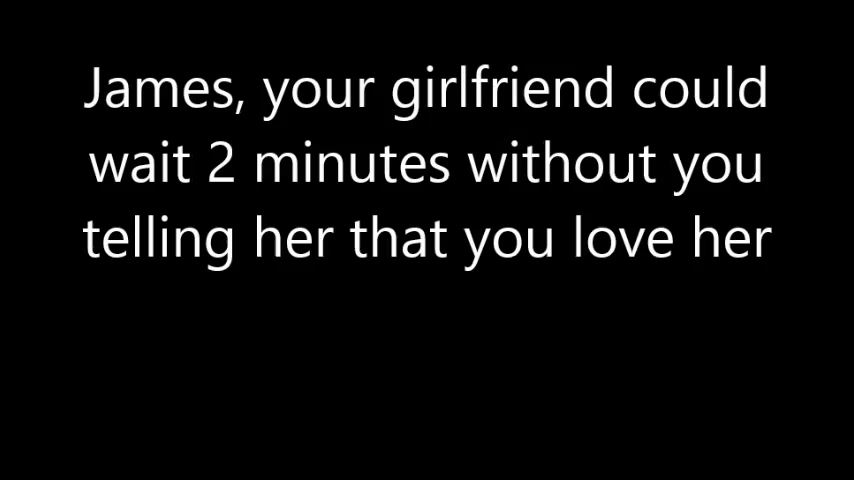 James, your girlfriend could
wait 2 minutes without you
telling her that you love her